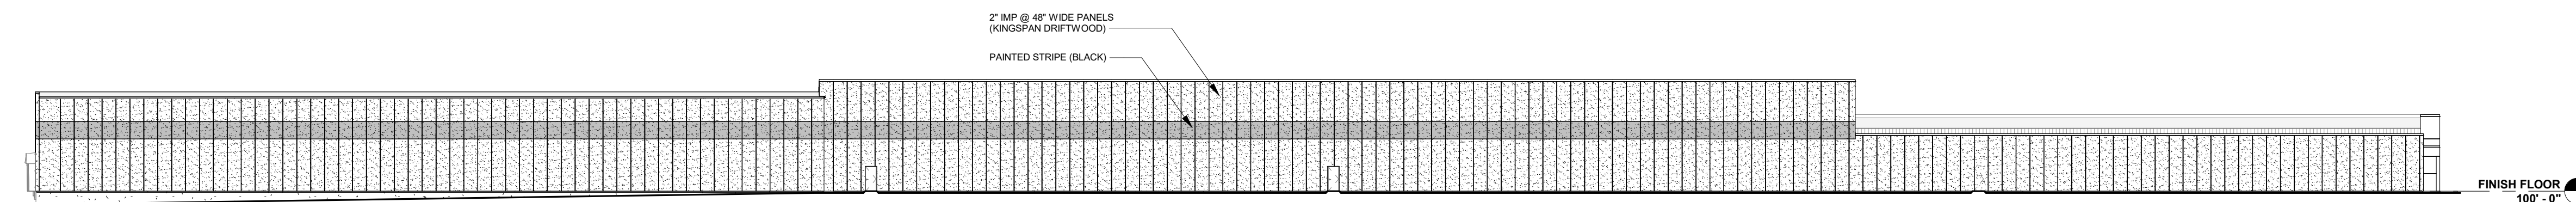 2" IMP @ 48" WIDE PANELS
(KINGSPAN DRIFTWOOD)
PAINTED STRIPE (BLACK)
FINISH FLOOR
100' - 0"